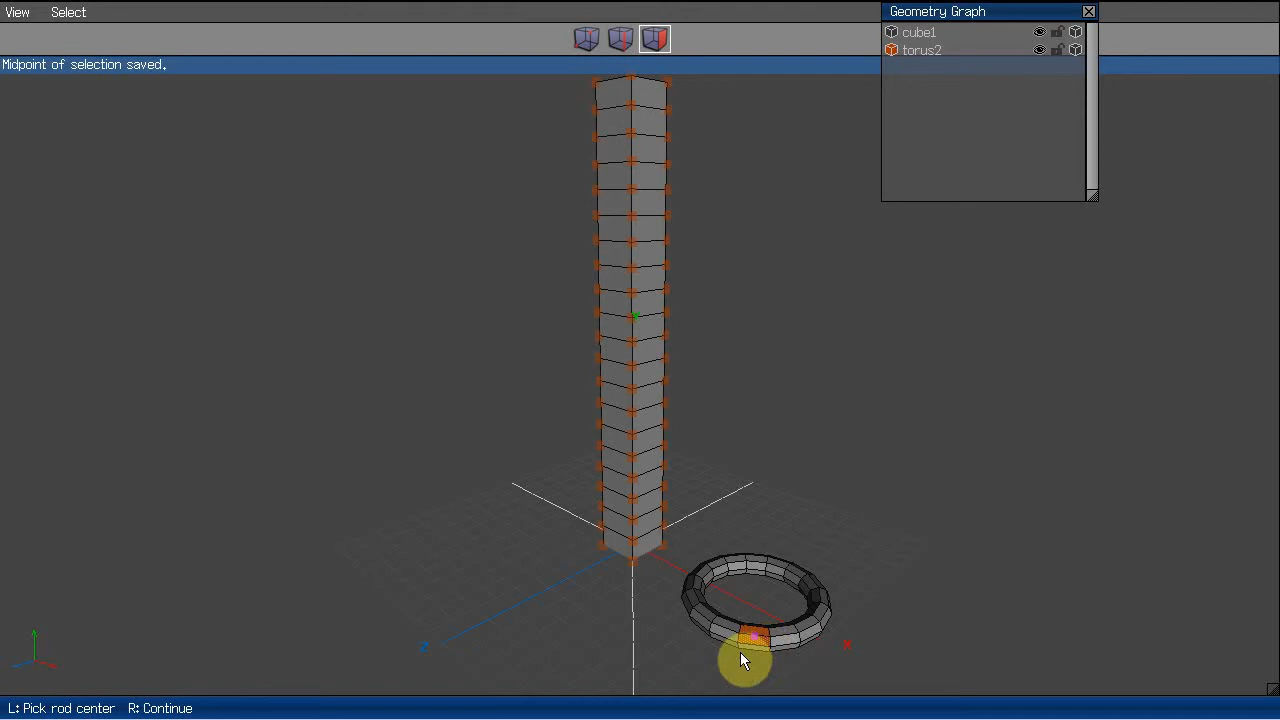 View Select
Geometry Graph
cube1
torus2
Midpoint of selection saved.
Y
Z
X
L: Pick rod center R: Continue